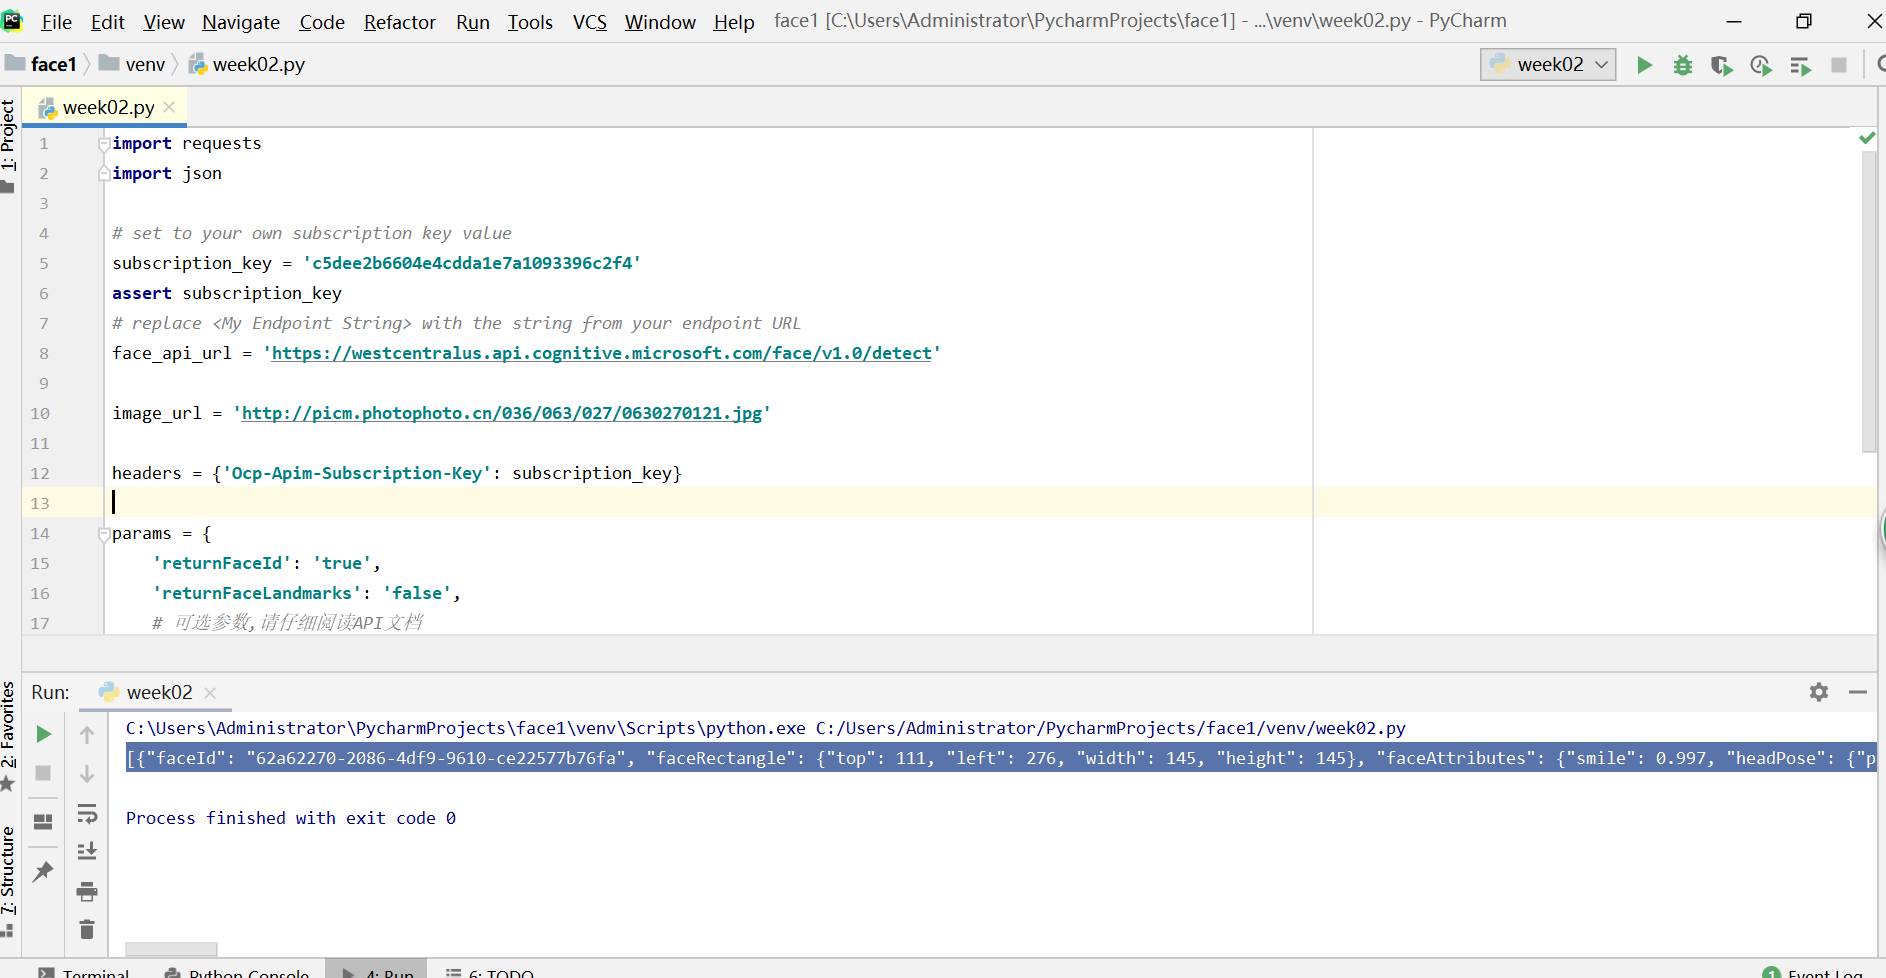 File Edit View Navigate Code Refactor Run Tools VCS Window Help face1 [C:\Users\Administrator\PycharmProjects\face1] - ...\venv\week02.py - PyCharm
face1 venv week02.py week02
week02.py
1: Project
1 import requests
2 import json
3
4 # set to your own subscription key value
5 subscription_key = 'c5dee2b6604e4cdda1e7a1093396c2f4'
6 assert subscription_key
7 # replace <My Endpoint String> with the string from your endpoint URL
8 face_api_url = 'https://westcentralus.api.cognitive.microsoft.com/face/v1.0/detect'
9
10 image_url = 'http://picm.photophoto.cn/036/063/027/0630270121.jpg'
11
12 headers = {'Ocp-Apim-Subscription-Key': subscription_key}
13
14 params = {
15 'returnFaceId': 'true',
16 'returnFaceLandmarks': 'false',
17 # 可选参数,请仔细阅读API文档
Run: week02
2: Favorites
7: Structure
C:\Users\Administrator\PycharmProjects\face1\venv\Scripts\python.exe C:/Users/Administrator/PycharmProjects/face1/venv/week02.py
[{"faceId": "62a62270-2086-4df9-9610-ce22577b76fa", "faceRectangle": {"top": 111, "left": 276, "width": 145, "height": 145}, "faceAttributes": {"smile": 0.997, "headPose": {"p
Process finished with exit code 0
Terminal Python Console 4: Run 6: TODO 1 Event Log